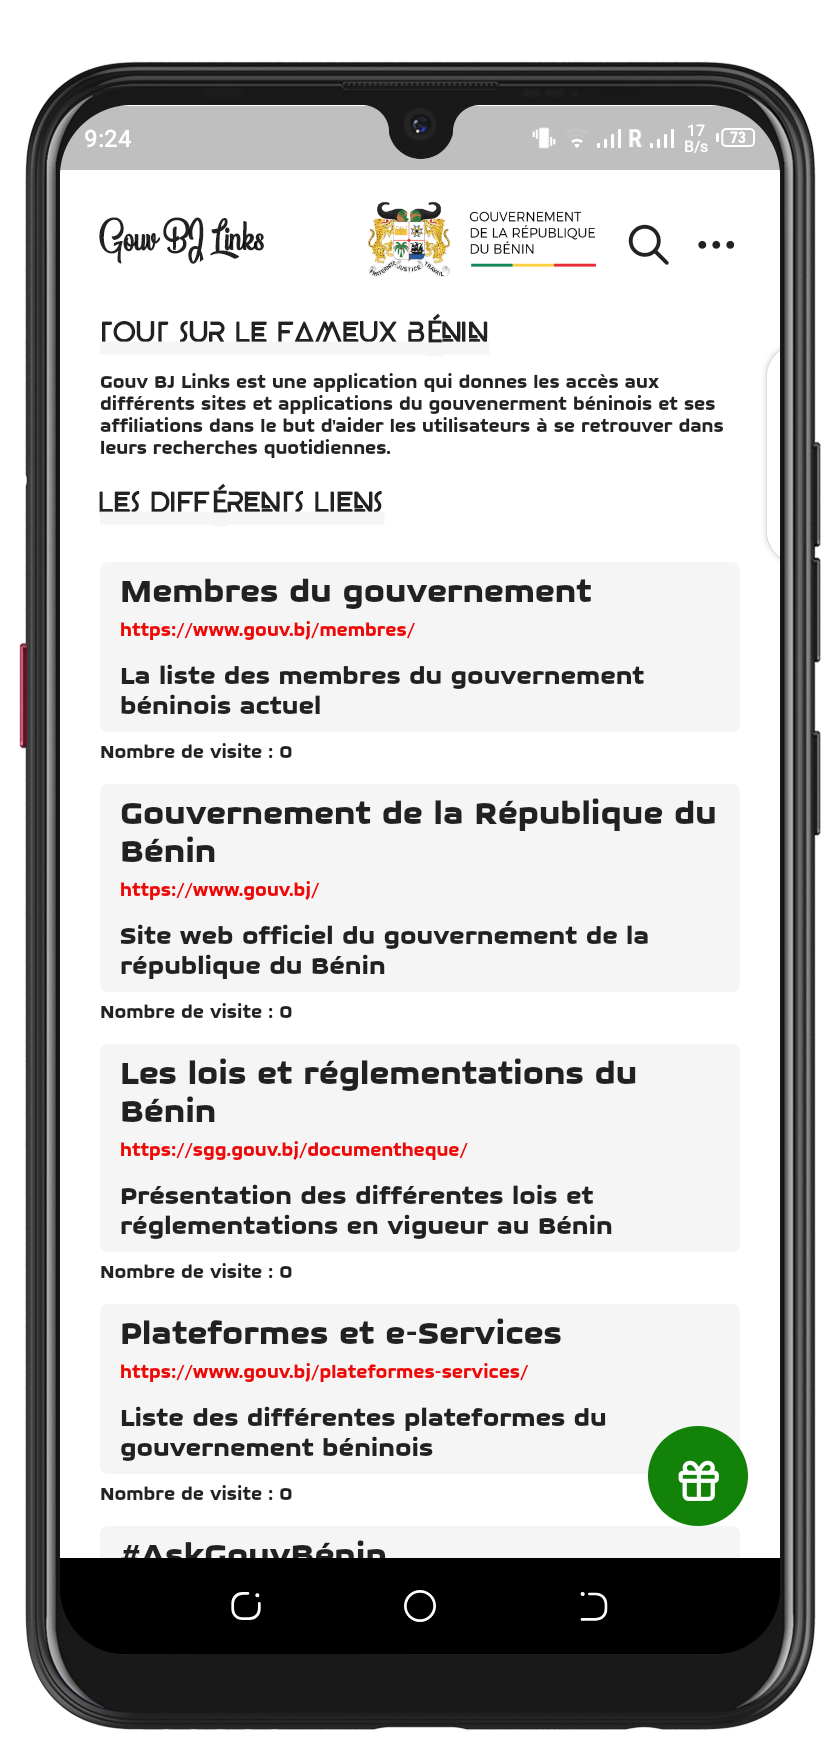 9:24
R
17
B/s
73
Gouv BJ Links
GOUVERNEMENT
DE LA RÉPUBLIQUE
DU BÉNIN
FRATERNITÉ JUSTICE TRAVAIL
TOUT SUR LE FAMEUX BÉNIN
Gouv BJ Links est une application qui donnes les accès aux
différents sites et applications du gouvenerment béninois et ses
affiliations dans le but d'aider les utilisateurs à se retrouver dans
leurs recherches quotidiennes.
LES DIFFÉRENTS LIENS
Membres du gouvernement
https://www.gouv.bj/membres/
La liste des membres du gouvernement
béninois actuel
Nombre de visite : 0
Gouvernement de la République du
Bénin
https://www.gouv.bj/
Site web officiel du gouvernement de la
république du Bénin
Nombre de visite : 0
Les lois et réglementations du
Bénin
https://sgg.gouv.bj/documentheque/
Présentation des différentes lois et
réglementations en vigueur au Bénin
Nombre de visite : 0
Plateformes et e-Services
https://www.gouv.bj/plateformes-services/
Liste des différentes plateformes du
gouvernement béninois
Nombre de visite : 0
#AskGouvBénin